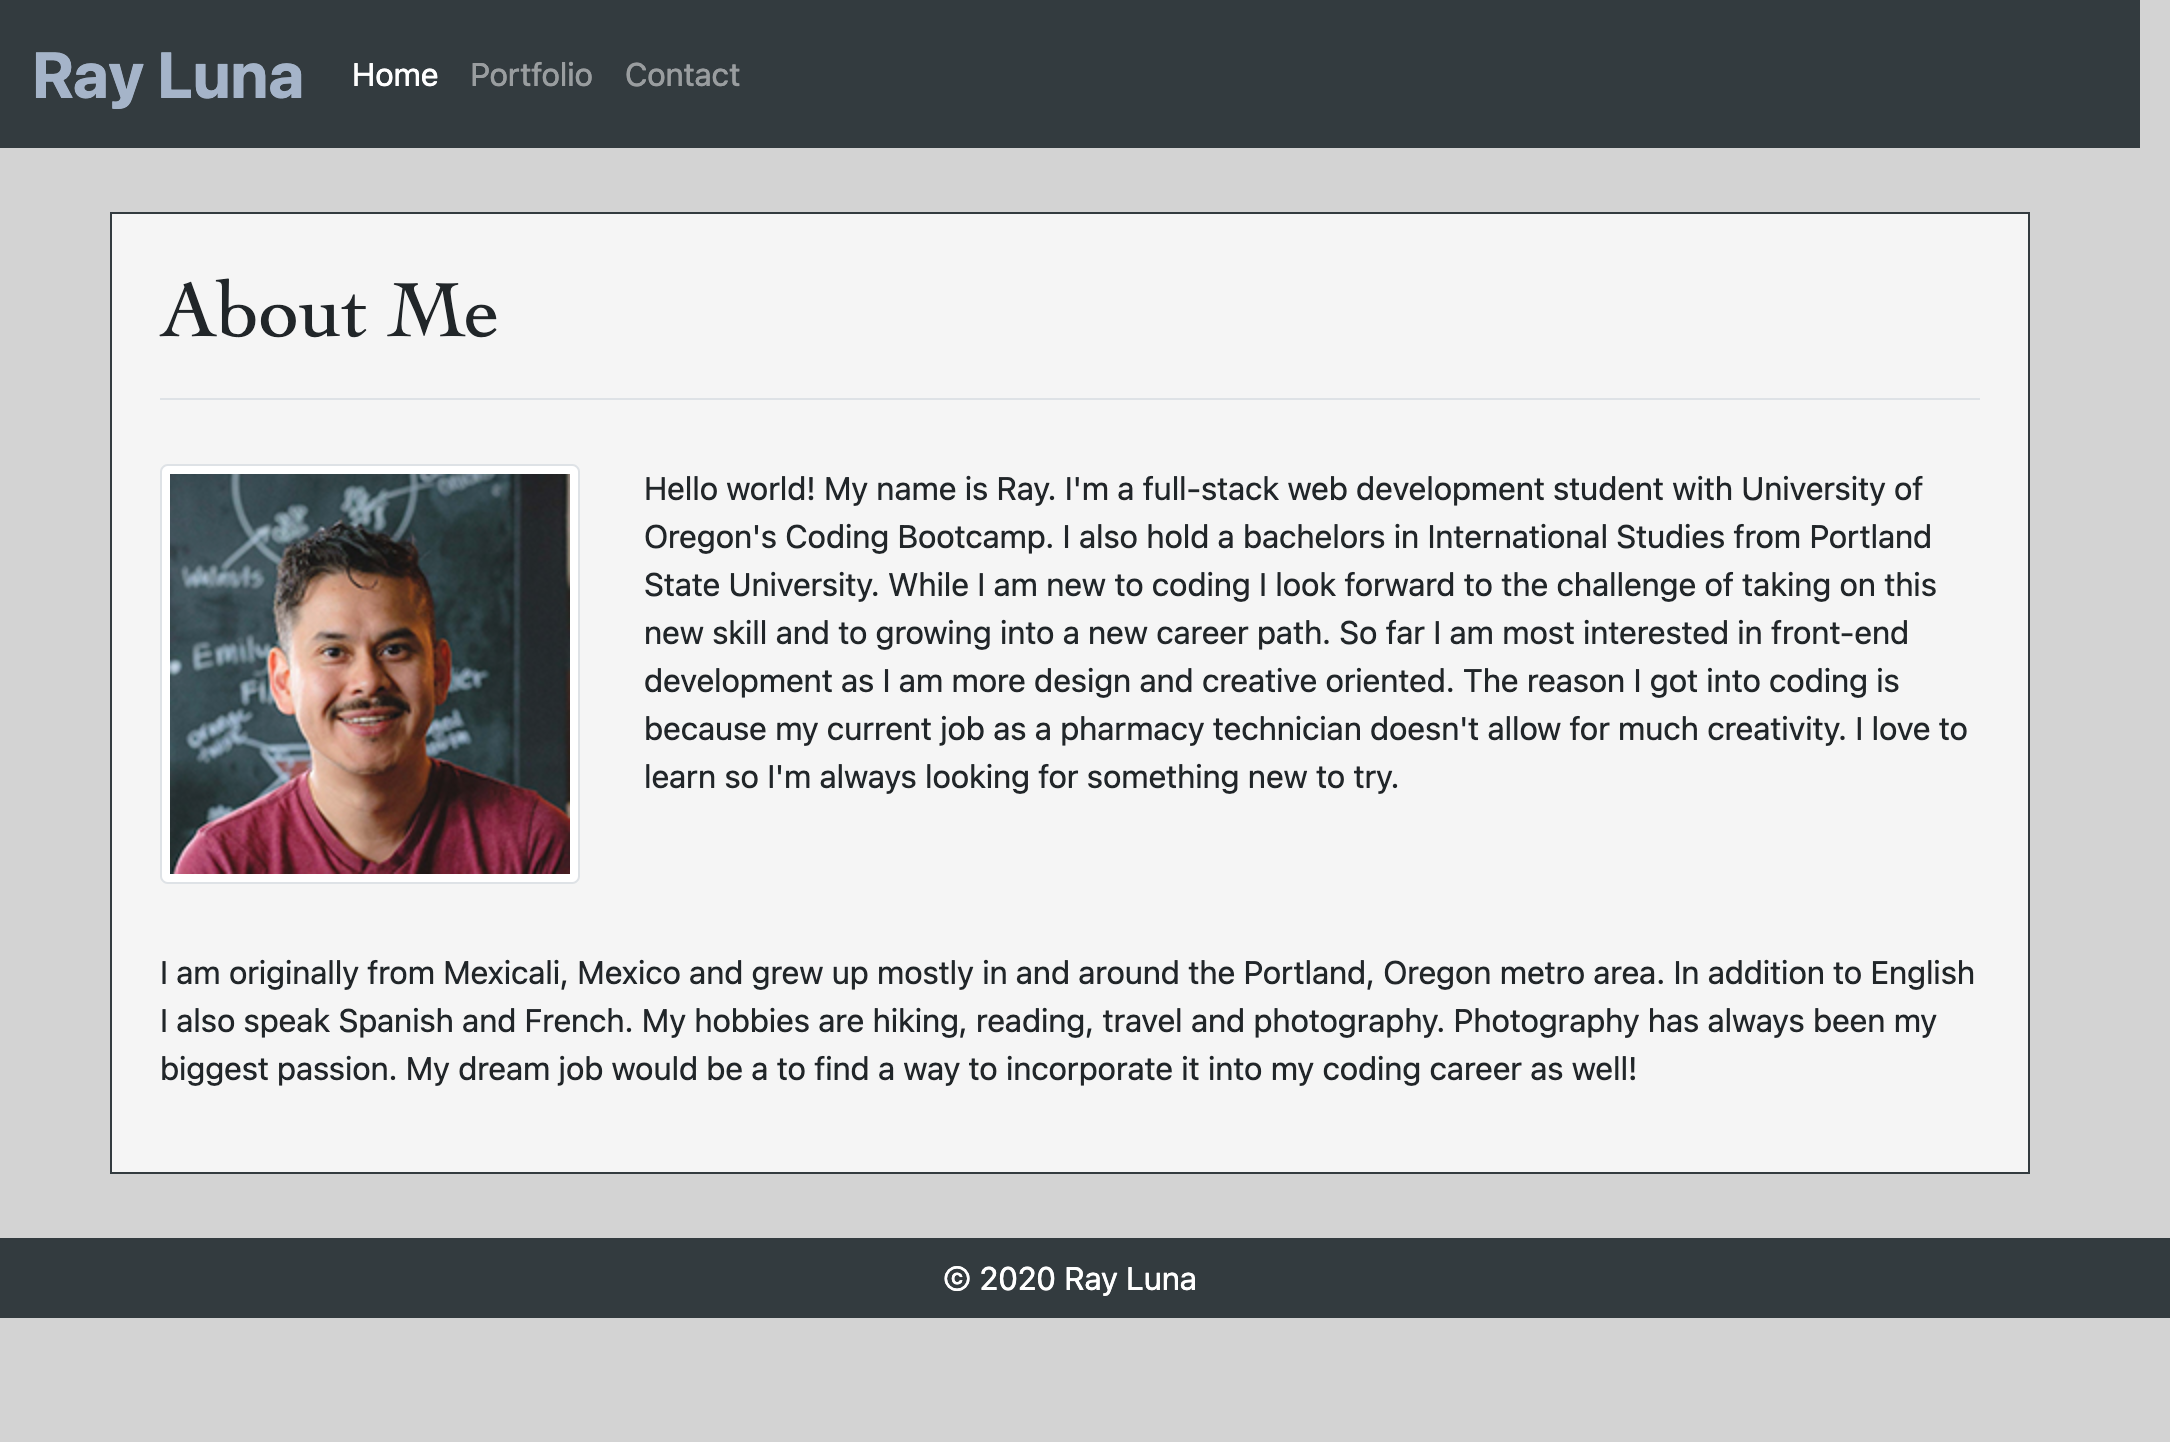 Ray Luna Home Portfolio Contact
About Me
Welnsts
Emily
Hello world! My name is Ray. I'm a full-stack web development student with University of
Oregon's Coding Bootcamp. I also hold a bachelors in International Studies from Portland
State University. While I am new to coding I look forward to the challenge of taking on this
new skill and to growing into a new career path. So far I am most interested in front-end
development as I am more design and creative oriented. The reason I got into coding is
because my current job as a pharmacy technician doesn't allow for much creativity. I love to
learn so I'm always looking for something new to try.
I am originally from Mexicali, Mexico and grew up mostly in and around the Portland, Oregon metro area. In addition to English
I also speak Spanish and French. My hobbies are hiking, reading, travel and photography. Photography has always been my
biggest passion. My dream job would be a to find a way to incorporate it into my coding career as well!
© 2020 Ray Luna